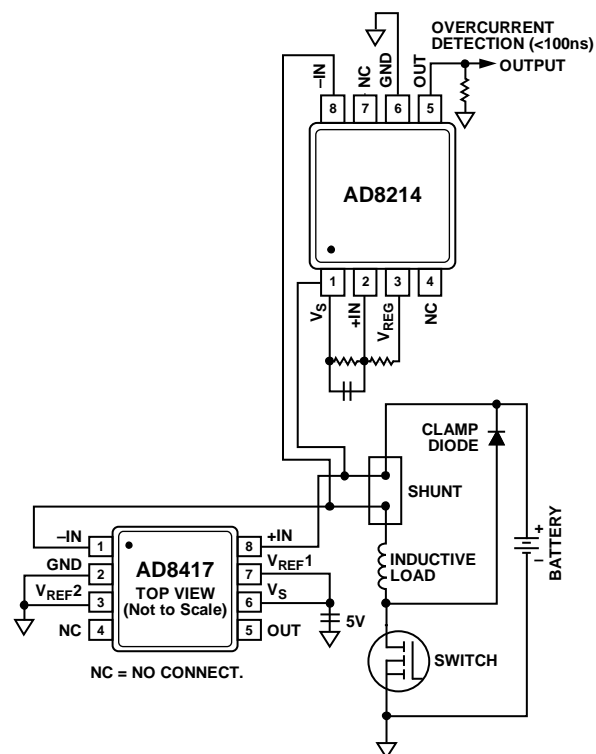 OVERCURRENT
DETECTION (<100ns)
OUTPUT
–IN
NC
GND
OUT
8
7
6
5
AD8214
1
2
3
4
VS
+IN
VREG
NC
CLAMP
DIODE
SHUNT
+
–
BATTERY
INDUCTIVE
LOAD
SWITCH
–IN
1
GND
2
VREF2
3
NC
4
AD8417
TOP VIEW
(Not to Scale)
8
+IN
7
VREF1
6
VS
5
OUT
5V
NC = NO CONNECT.